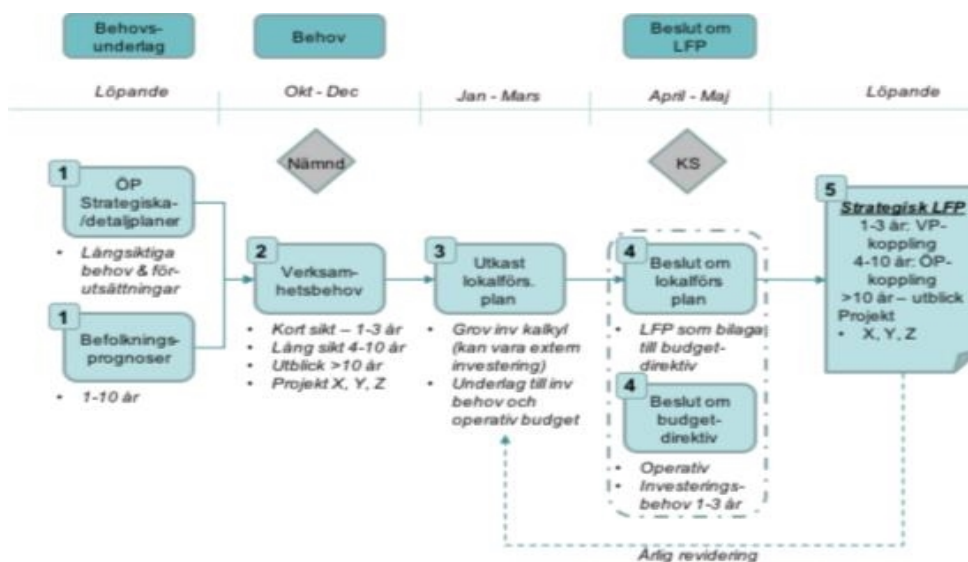 Behovs-
underlag
Behov
Beslut om
LFP
Löpande
Okt - Dec
Jan - Mars
April - Maj
Löpande
Nämnd
KS
1
ÖP
Strategiska-
/detaljplaner
• Långsiktiga
behov & för-
utsättningar
1
Befolknings-
prognoser
• 1-10 år
2
Verksam-
hetsbehov
• Kort sikt – 1-3 år
• Lång sikt 4-10 år
• Utblick >10 år
• Projekt X, Y, Z
3
Utkast
lokalförs.
plan
• Grov inv kalkyl
(kan vara extern
investering)
• Underlag till inv
behov och
operativ budget
4
Beslut om
lokalförs
plan
• LFP som bilaga
till budget-
direktiv
4
Beslut om
budget-
direktiv
• Operativ
• Investerings-
behov 1-3 år
5
Strategisk LFP
1-3 år: VP-
koppling
4-10 år: ÖP-
koppling
>10 år – utblick
Projekt
• X, Y, Z
Årlig revidering